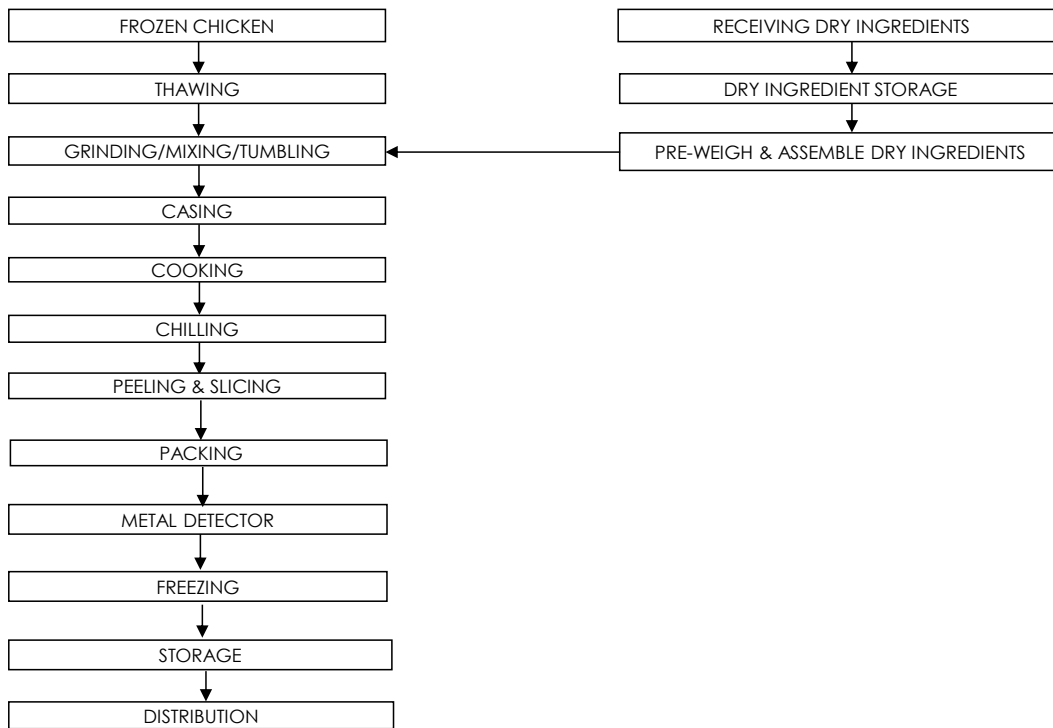 FROZEN CHICKEN
THAWING
GRINDING/MIXING/TUMBLING
CASING
COOKING
CHILLING
PEELING & SLICING
PACKING
METAL DETECTOR
FREEZING
STORAGE
DISTRIBUTION
RECEIVING DRY INGREDIENTS
DRY INGREDIENT STORAGE
PRE-WEIGH & ASSEMBLE DRY INGREDIENTS